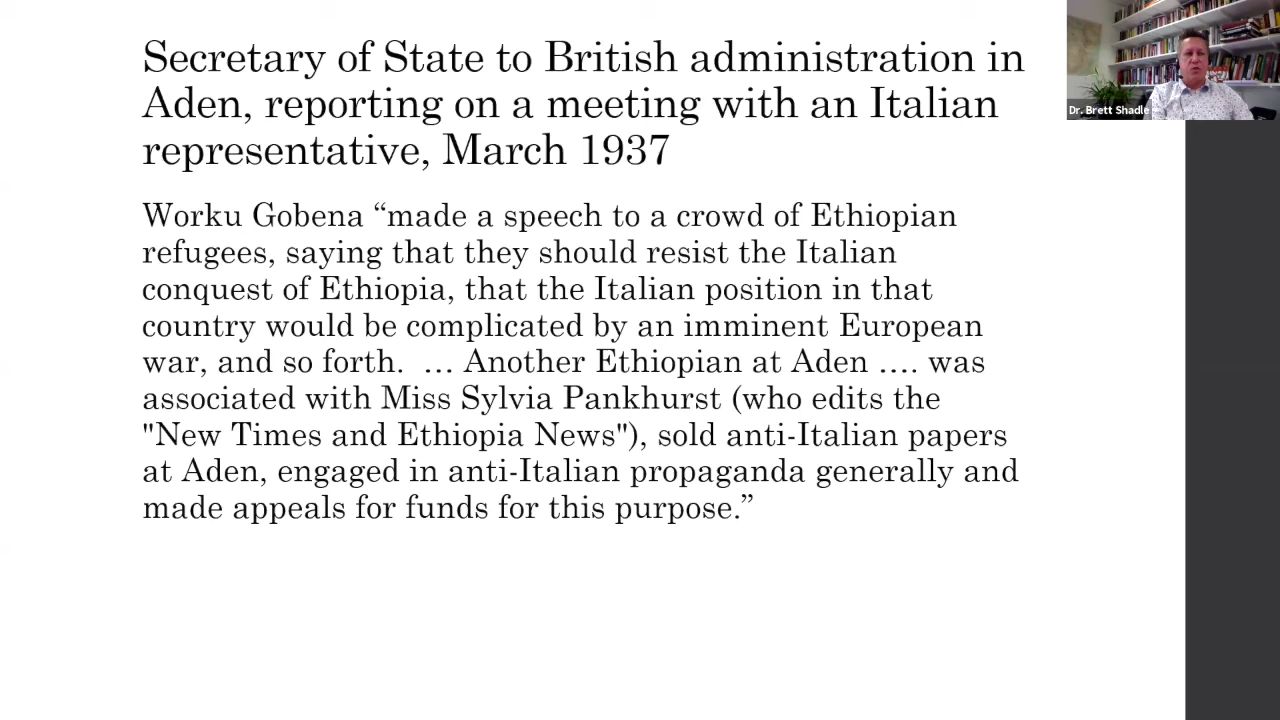 Secretary of State to British administration in
Aden, reporting on a meeting with an Italian
representative, March 1937
Worku Gobena “made a speech to a crowd of Ethiopian
refugees, saying that they should resist the Italian
conquest of Ethiopia, that the Italian position in that
country would be complicated by an imminent European
war, and so forth.  … Another Ethiopian at Aden …. was
associated with Miss Sylvia Pankhurst (who edits the
"New Times and Ethiopia News"), sold anti-Italian papers
at Aden, engaged in anti-Italian propaganda generally and
made appeals for funds for this purpose.”
Dr. Brett Shadle